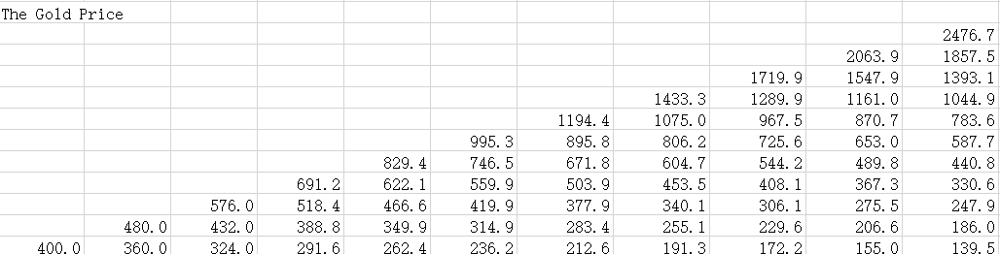 The Gold Price
2476.7
2063.9 1857.5
1719.9 1547.9 1393.1
1433.3 1289.9 1161.0 1044.9
1194.4 1075.0 967.5 870.7 783.6
995.3 895.8 806.2 725.6 653.0 587.7
829.4 746.5 671.8 604.7 544.2 489.8 440.8
691.2 622.1 559.9 503.9 453.5 408.1 367.3 330.6
576.0 518.4 466.6 419.9 377.9 340.1 306.1 275.5 247.9
480.0 432.0 388.8 349.9 314.9 283.4 255.1 229.6 206.6 186.0
400.0 360.0 324.0 291.6 262.4 236.2 212.6 191.3 172.2 155.0 139.5